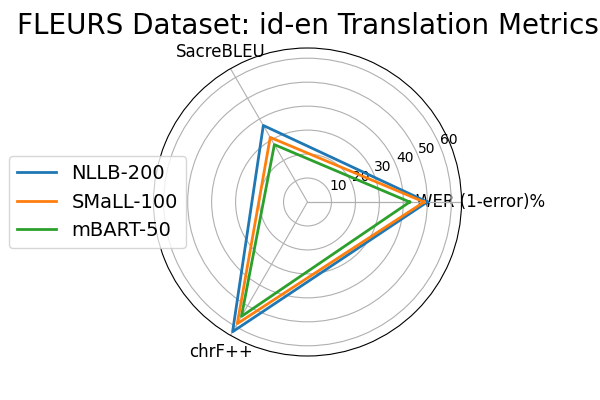 FLEURS Dataset: id-en Translation Metrics
SacreBLEU
60
50
40
30
20
10
WER (1-error)%
NLLB-200
SMaLL-100
mBART-50
chrF++